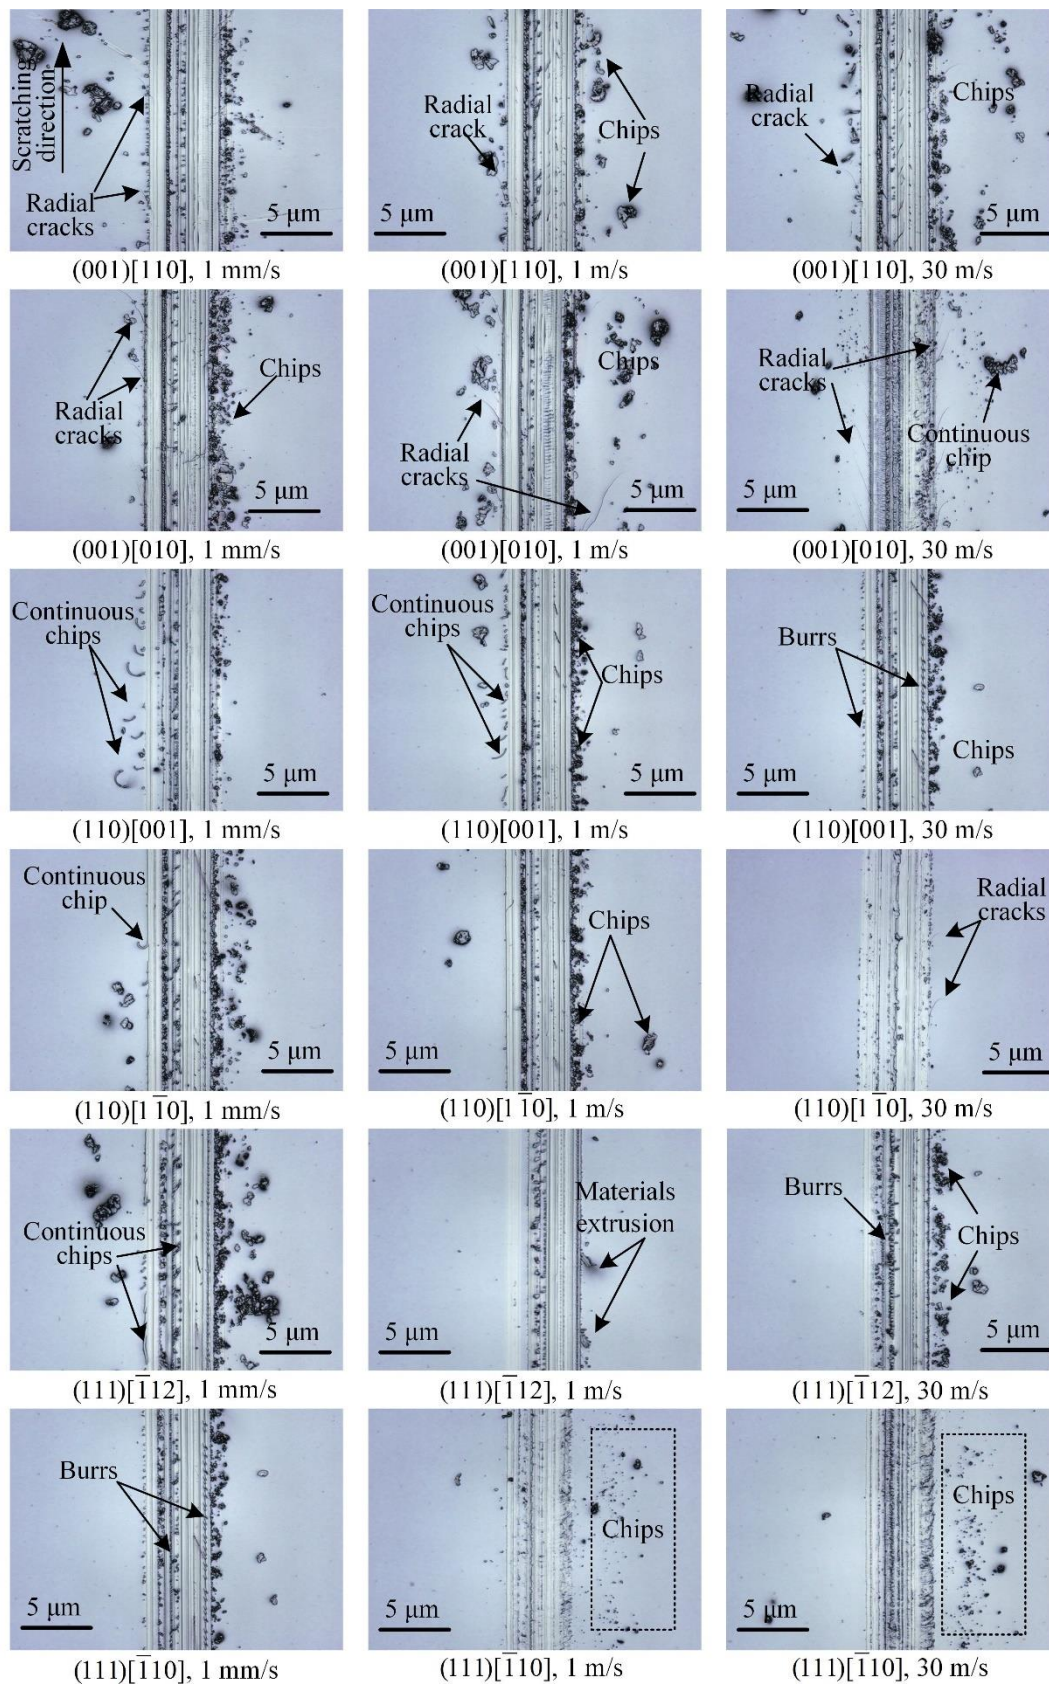 Scratching
direction
Radial
cracks
5 μm
(001)[110], 1 mm/s
Radial
crack
Chips
5 μm
(001)[110], 1 m/s
Radial
crack
Chips
5 μm
(001)[110], 30 m/s
Radial
cracks
Chips
5 μm
(001)[010], 1 mm/s
Chips
Radial
cracks
5 μm
(001)[010], 1 m/s
Radial
cracks
Continuous
chip
5 μm
(001)[010], 30 m/s
Continuous
chips
5 μm
(110)[001], 1 mm/s
Continuous
chips
Chips
5 μm
(110)[001], 1 m/s
Burrs
Chips
5 μm
(110)[001], 30 m/s
Continuous
chip
5 μm
(110)[11̅0], 1 mm/s
Chips
5 μm
(110)[11̅0], 1 m/s
Radial
cracks
5 μm
(110)[11̅0], 30 m/s
Continuous
chips
5 μm
(111)[1̅12], 1 mm/s
Materials
extrusion
5 μm
(111)[1̅12], 1 m/s
Burrs
Chips
5 μm
(111)[1̅12], 30 m/s
Burrs
5 μm
(111)[1̅10], 1 mm/s
Chips
5 μm
(111)[1̅10], 1 m/s
Chips
5 μm
(111)[1̅10], 30 m/s